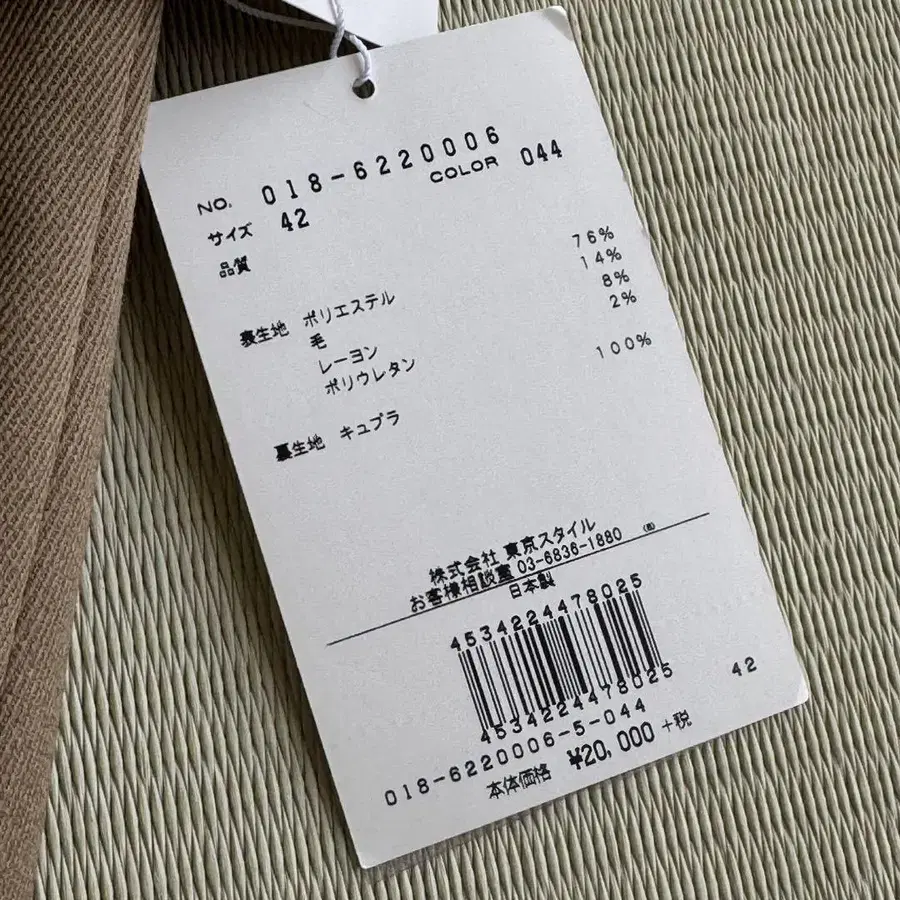 NO. 018-6220006
COLOR 044
サイズ 42
品質
表生地 ポリエステル 76%
毛 14%
レーヨン 8%
ポリウレタン 2%
裏生地 キュプラ 100%
株式会社 東京スタイル
お客様相談室 03-6836-1880
日本製
4534224478025
4534224478025
42
018-6220006-5-044
本体価格 ¥20,000 +税